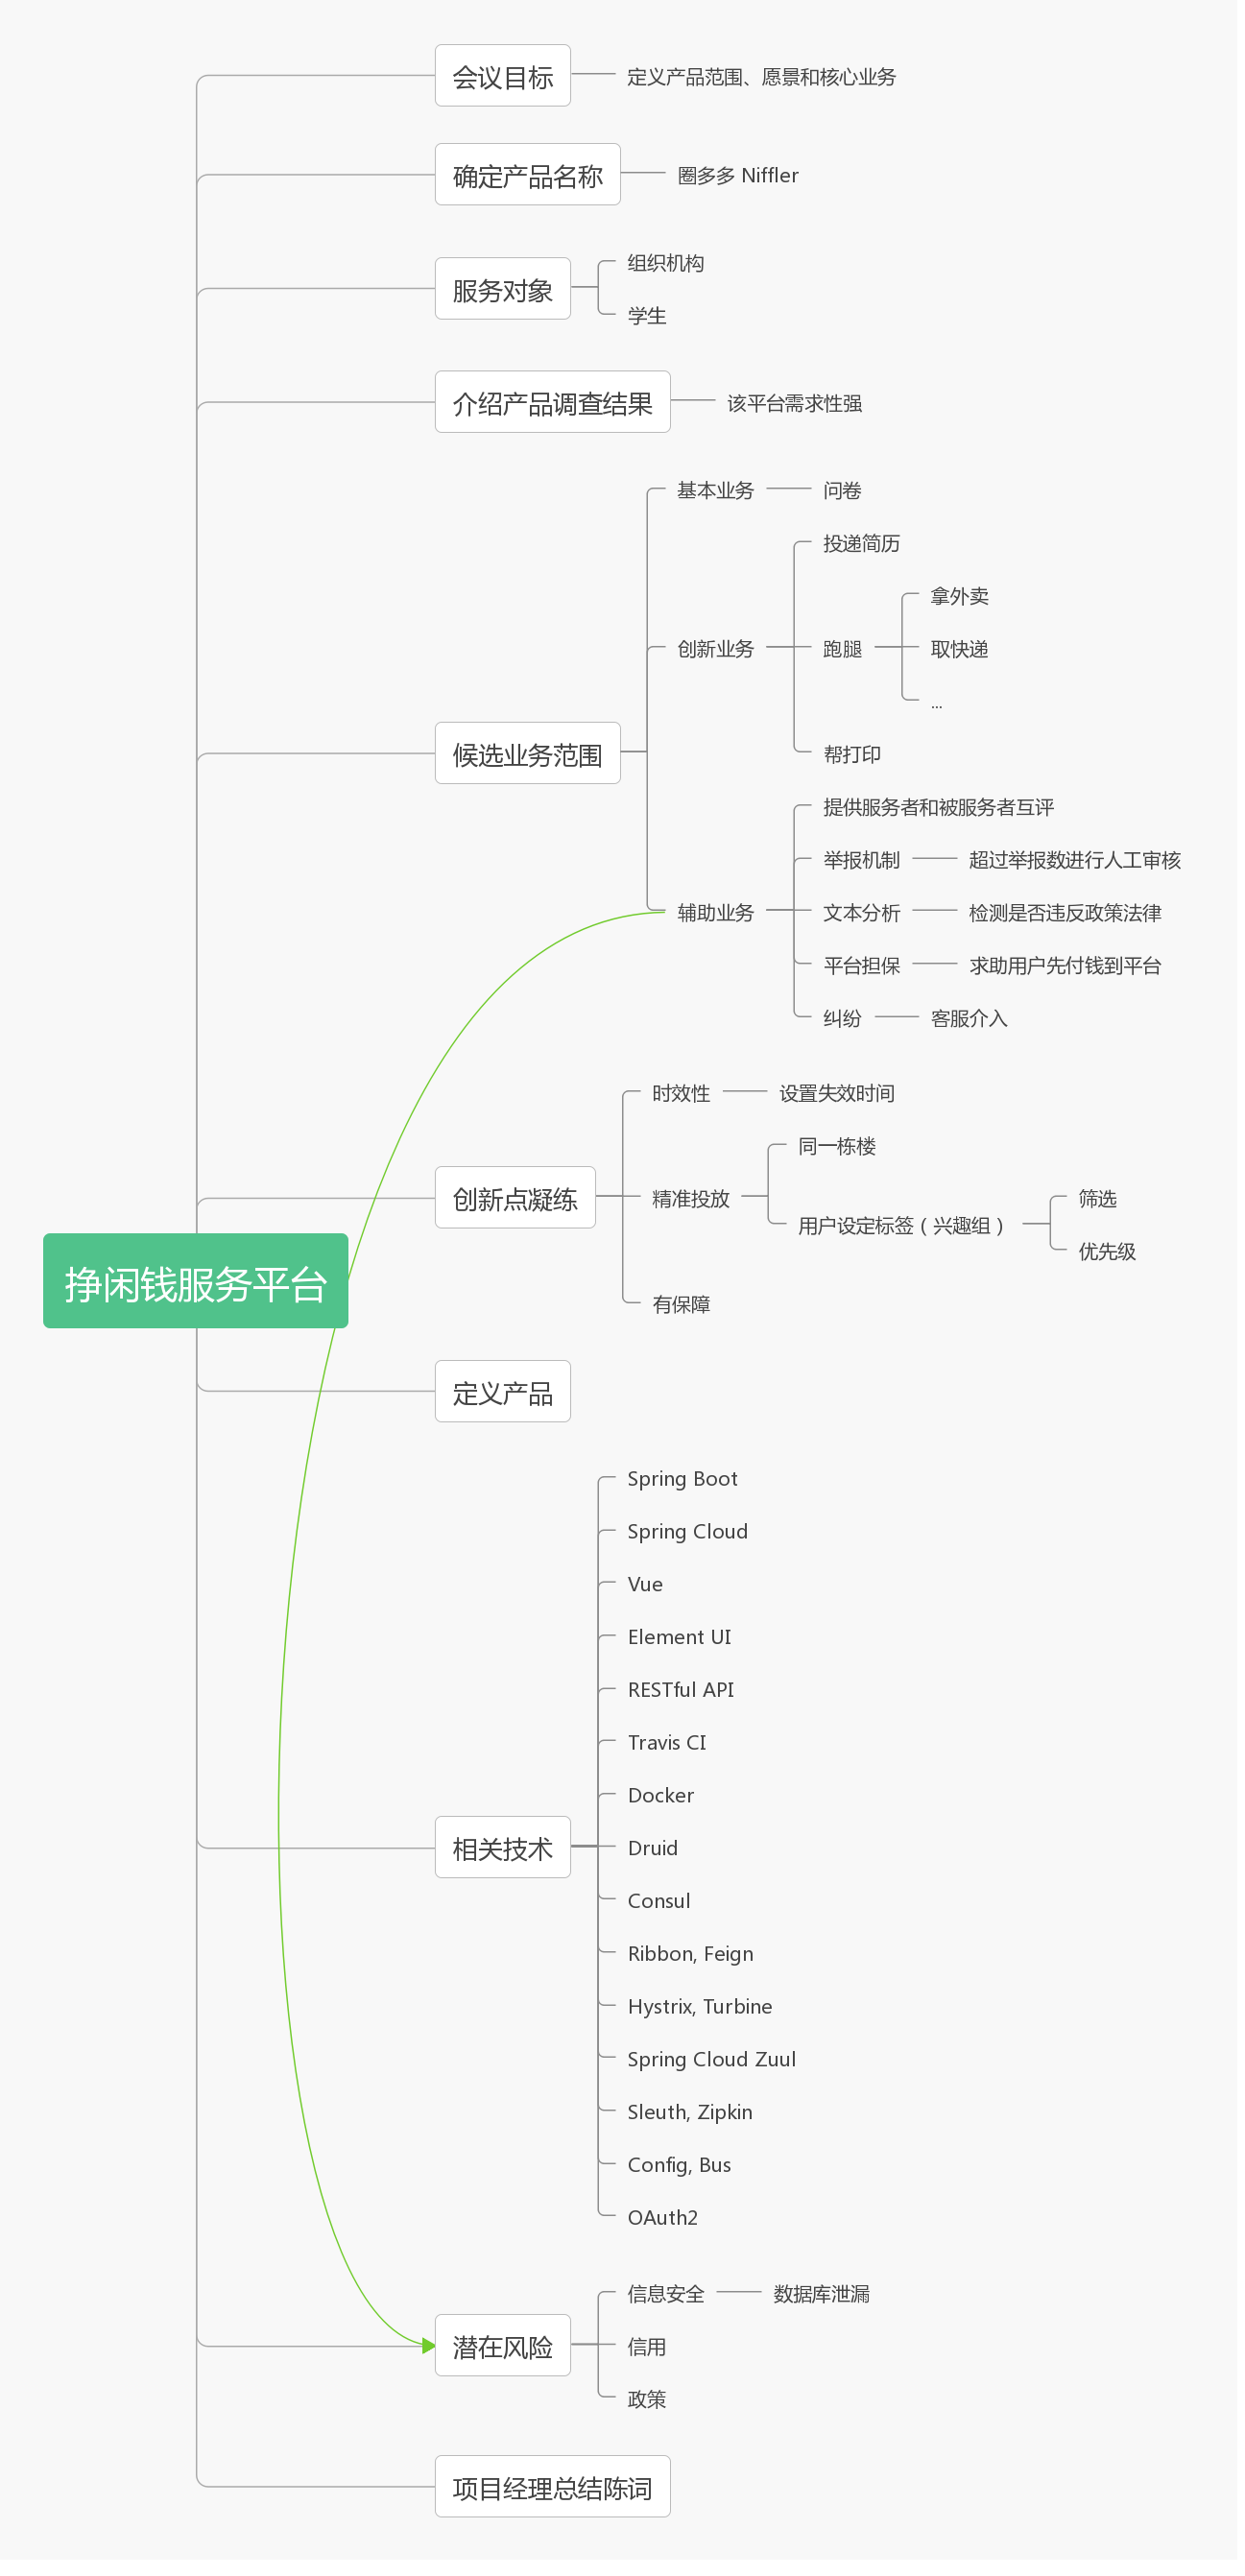 会议目标
定义产品范围、愿景和核心业务
确定产品名称
圈多多 Niffler
服务对象
组织机构
学生
介绍产品调查结果
该平台需求性强
候选业务范围
基本业务
问卷
创新业务
投递简历
跑腿
拿外卖
取快递
...
帮打印
辅助业务
提供服务者和被服务者互评
举报机制
超过举报数进行人工审核
文本分析
检测是否违反政策法律
平台担保
求助用户先付钱到平台
纠纷
客服介入
创新点凝练
时效性
设置失效时间
精准投放
同一栋楼
用户设定标签（兴趣组）
筛选
优先级
有保障
挣闲钱服务平台
定义产品
相关技术
Spring Boot
Spring Cloud
Vue
Element UI
RESTful API
Travis CI
Docker
Druid
Consul
Ribbon, Feign
Hystrix, Turbine
Spring Cloud Zuul
Sleuth, Zipkin
Config, Bus
OAuth2
潜在风险
信息安全
数据库泄漏
信用
政策
项目经理总结陈词